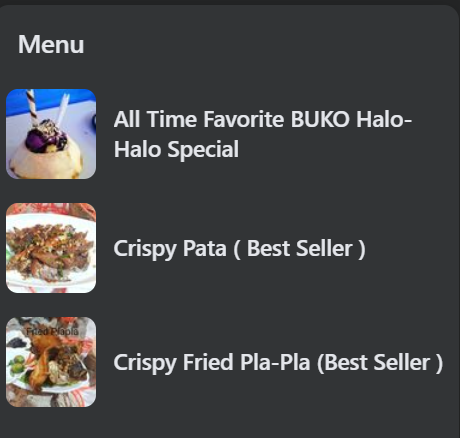 Menu
All Time Favorite BUKO Halo-
Halo Special
Crispy Pata ( Best Seller )
Fried Plapla
Crispy Fried Pla-Pla (Best Seller )